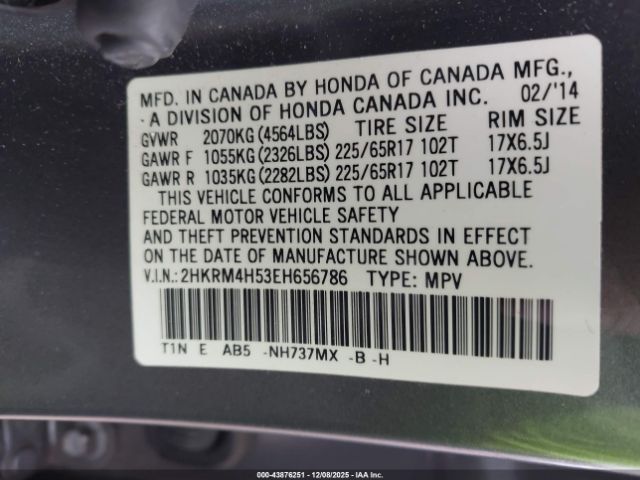 MFD. IN CANADA BY HONDA OF CANADA MFG.,
A DIVISION OF HONDA CANADA INC. 02/'14
GVWR 2070KG(4564LBS) TIRE SIZE RIM SIZE
GAWR F 1055KG(2326LBS) 225/65R17 102T 17X6.5J
GAWR R 1035KG(2282LBS) 225/65R17 102T 17X6.5J
THIS VEHICLE CONFORMS TO ALL APPLICABLE
FEDERAL MOTOR VEHICLE SAFETY
AND THEFT PREVENTION STANDARDS IN EFFECT ON
THE DATE OF MANUFACTURE SHOWN ABOVE.
V.I.N.: 2HKRM4H53EH656786 TYPE: MPV
T1N E AB5 -NH737MX -B -H
000-43876251 - 12/08/2025 - IAA Inc.